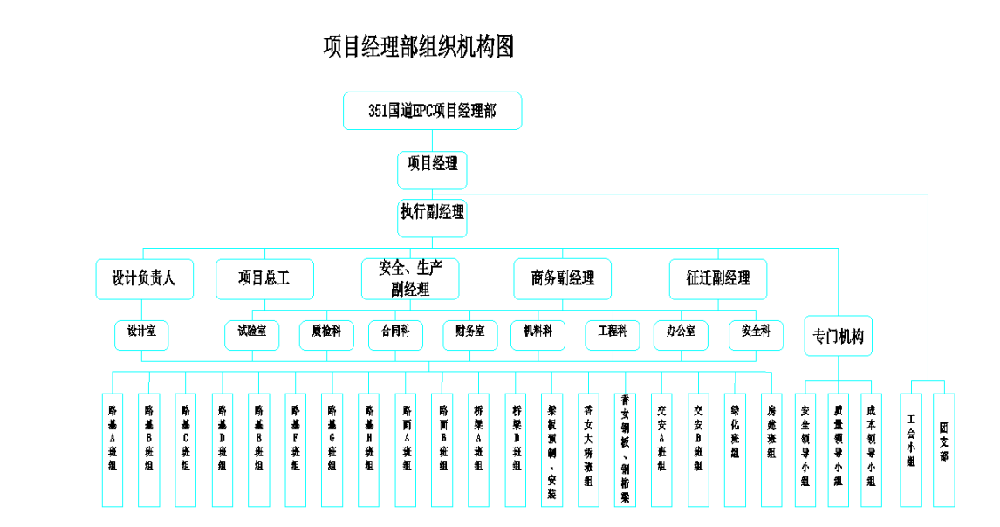 项目经理部组织机构图
351国道EPC项目经理部
项目经理
执行副经理
设计负责人
项目总工
安全、生产
副经理
商务副经理
征迁副经理
设计室
试验室
质检科
合同科
财务室
机料科
工程科
办公室
安全科
专门机构
路基A班组
路基B班组
路基C班组
路基D班组
路基E班组
路基F班组
路基G班组
路基H班组
路面A班组
路面B班组
桥梁A班组
桥梁B班组
梁板预制、安装
香女大桥班组
香女钢板、钢桁梁
交安A班组
交安B班组
绿化班组
房建班组
安全领导小组
质量领导小组
成本领导小组
工会小组
团支部